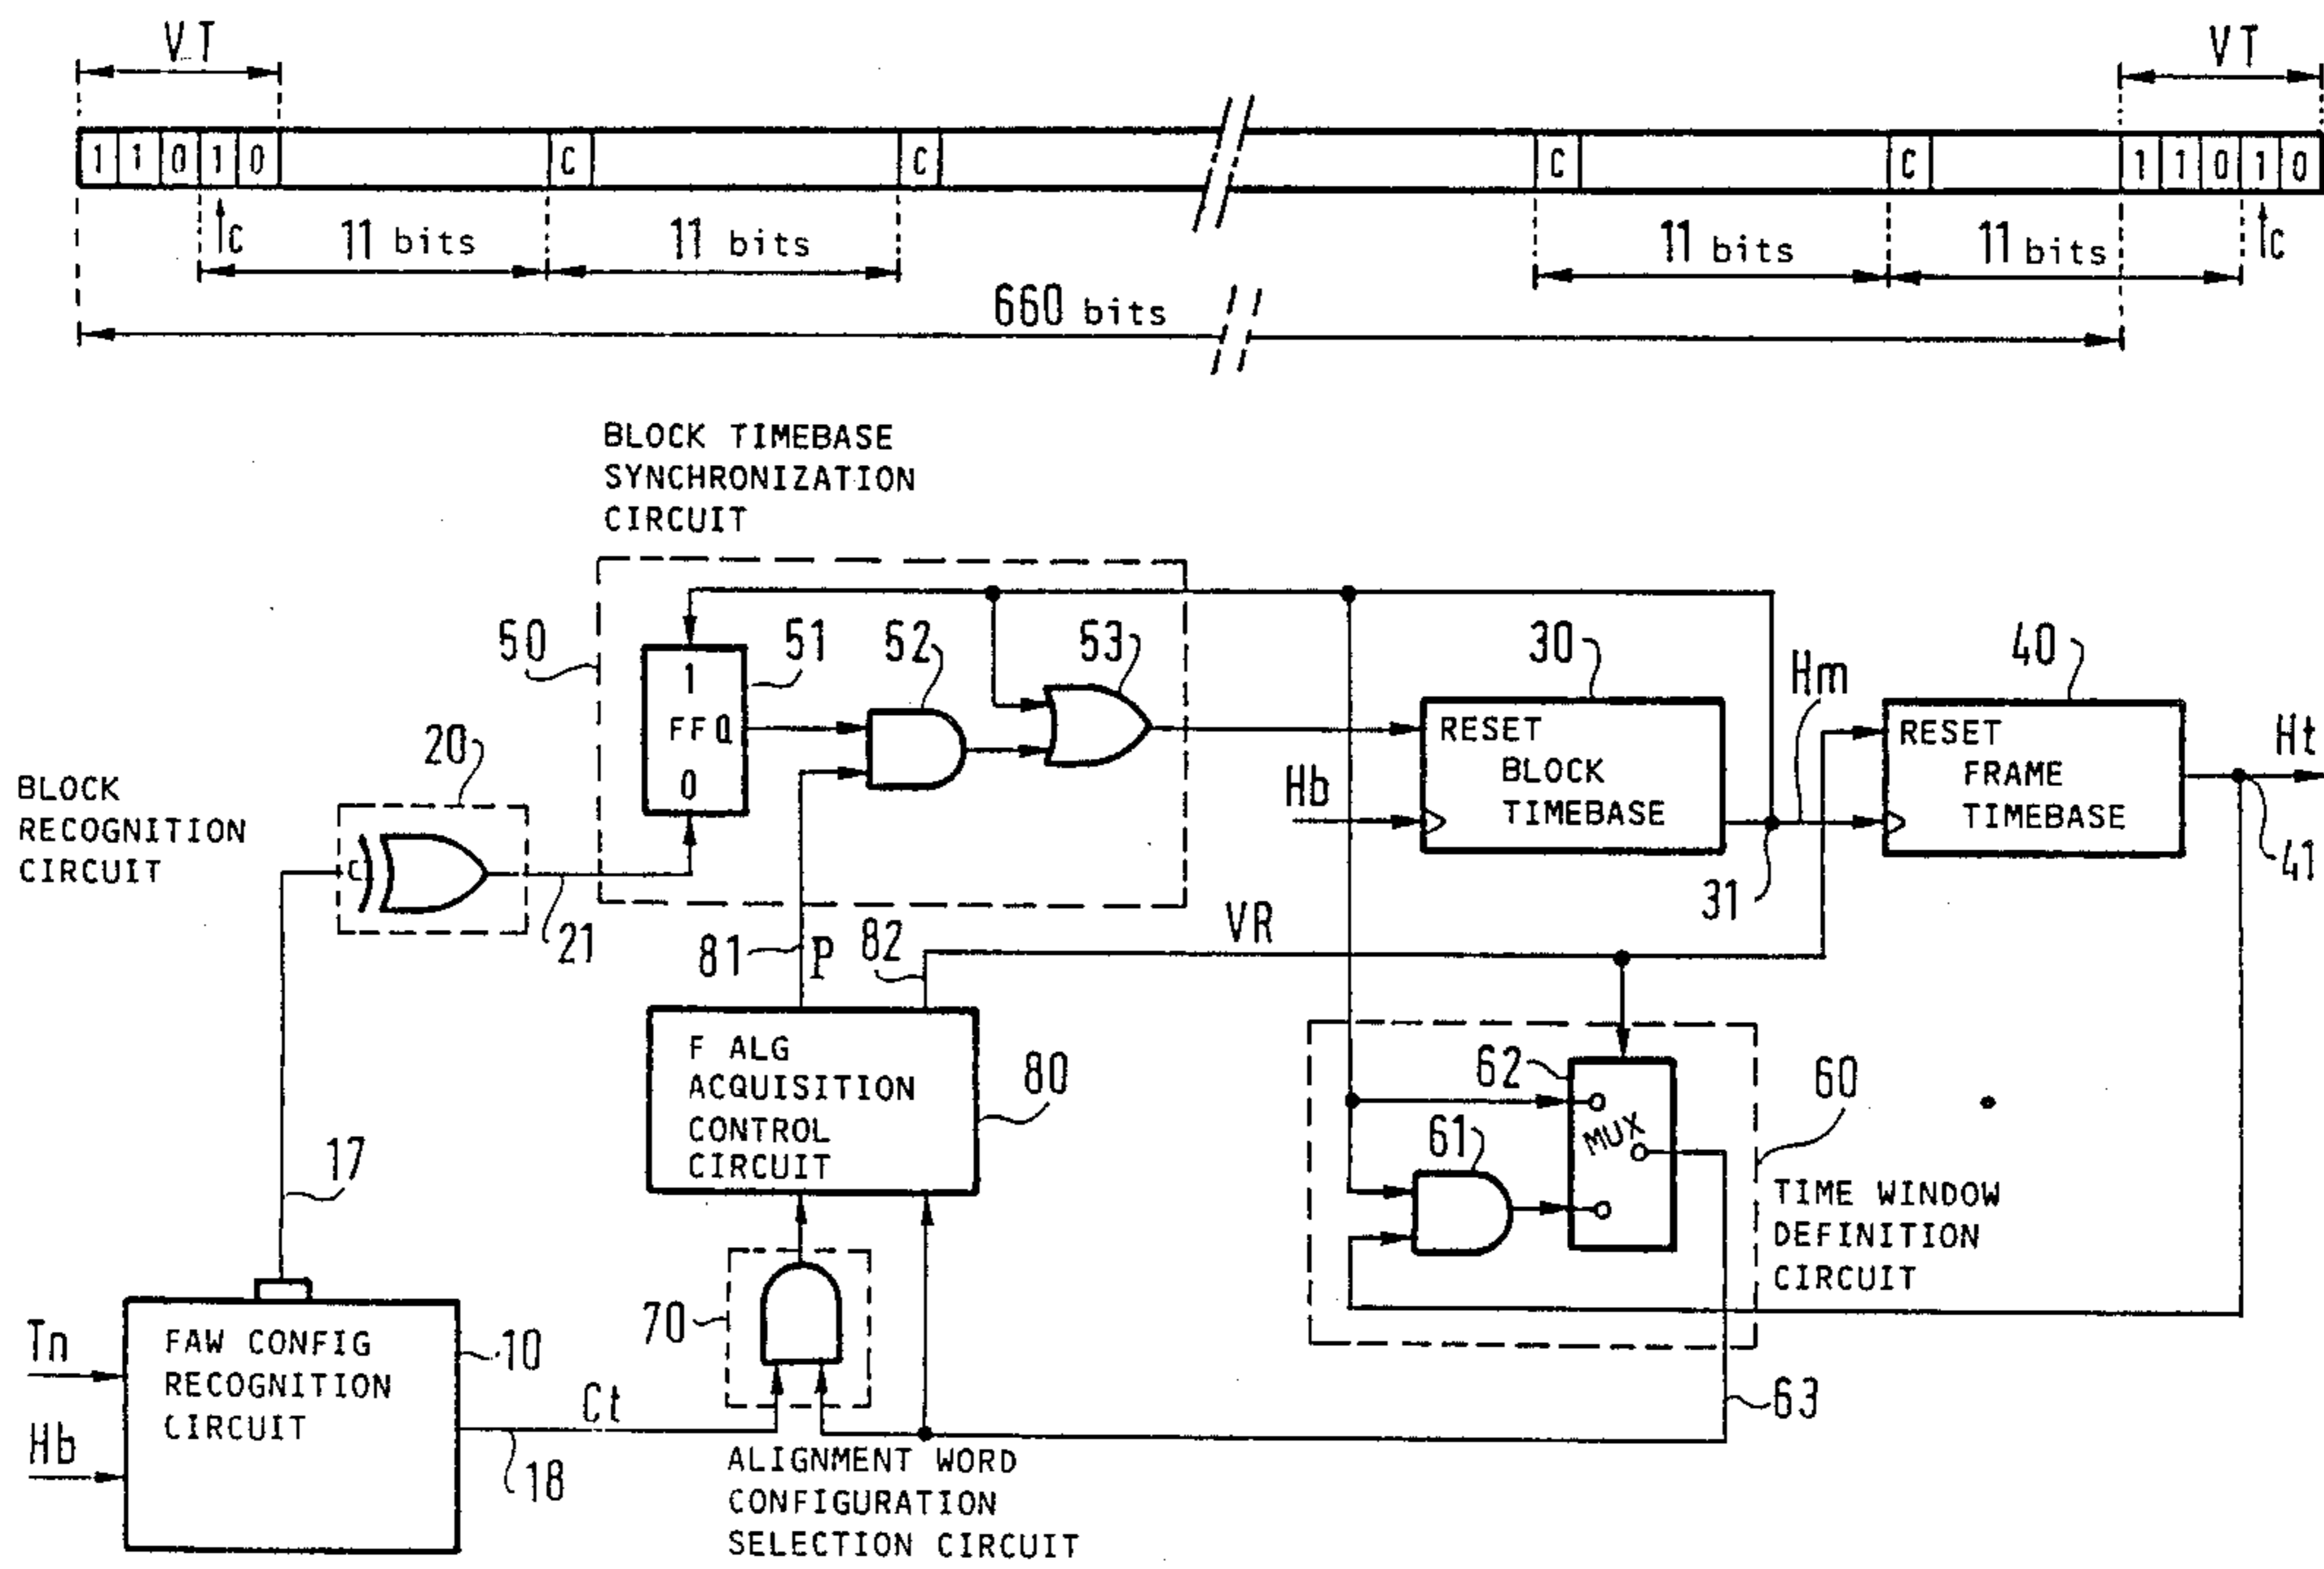 VT
VT
1 1 0 1 0
C
C
C
C
1 1 0 1 0
C
11 bits
11 bits
11 bits
11 bits
C
660 bits
BLOCK TIMEBASE
SYNCHRONIZATION
CIRCUIT
50
51
52
53
30
40
1
FF Q
0
Hm
Ht
RESET
BLOCK
TIMEBASE
RESET
FRAME
TIMEBASE
Hb
31
41
BLOCK
RECOGNITION
CIRCUIT
20
21
81
P
82
VR
F ALG
ACQUISITION
CONTROL
CIRCUIT
80
62
MUX
61
60
TIME WINDOW
DEFINITION
CIRCUIT
17
70
Tn
Hb
FAW CONFIG
RECOGNITION
CIRCUIT
10
Ct
18
63
ALIGNMENT WORD
CONFIGURATION
SELECTION CIRCUIT